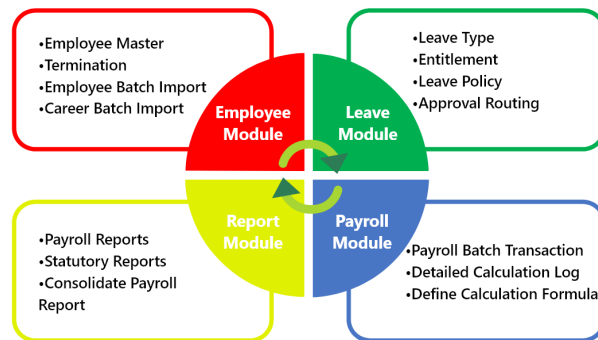 •Employee Master
•Termination
•Employee Batch Import
•Career Batch Import
Employee
Module
•Leave Type
•Entitlement
•Leave Policy
•Approval Routing
Leave
Module
•Payroll Reports
•Statutory Reports
•Consolidate Payroll
Report
Report
Module
Payroll
Module
•Payroll Batch Transaction
•Detailed Calculation Log
•Define Calculation Formula